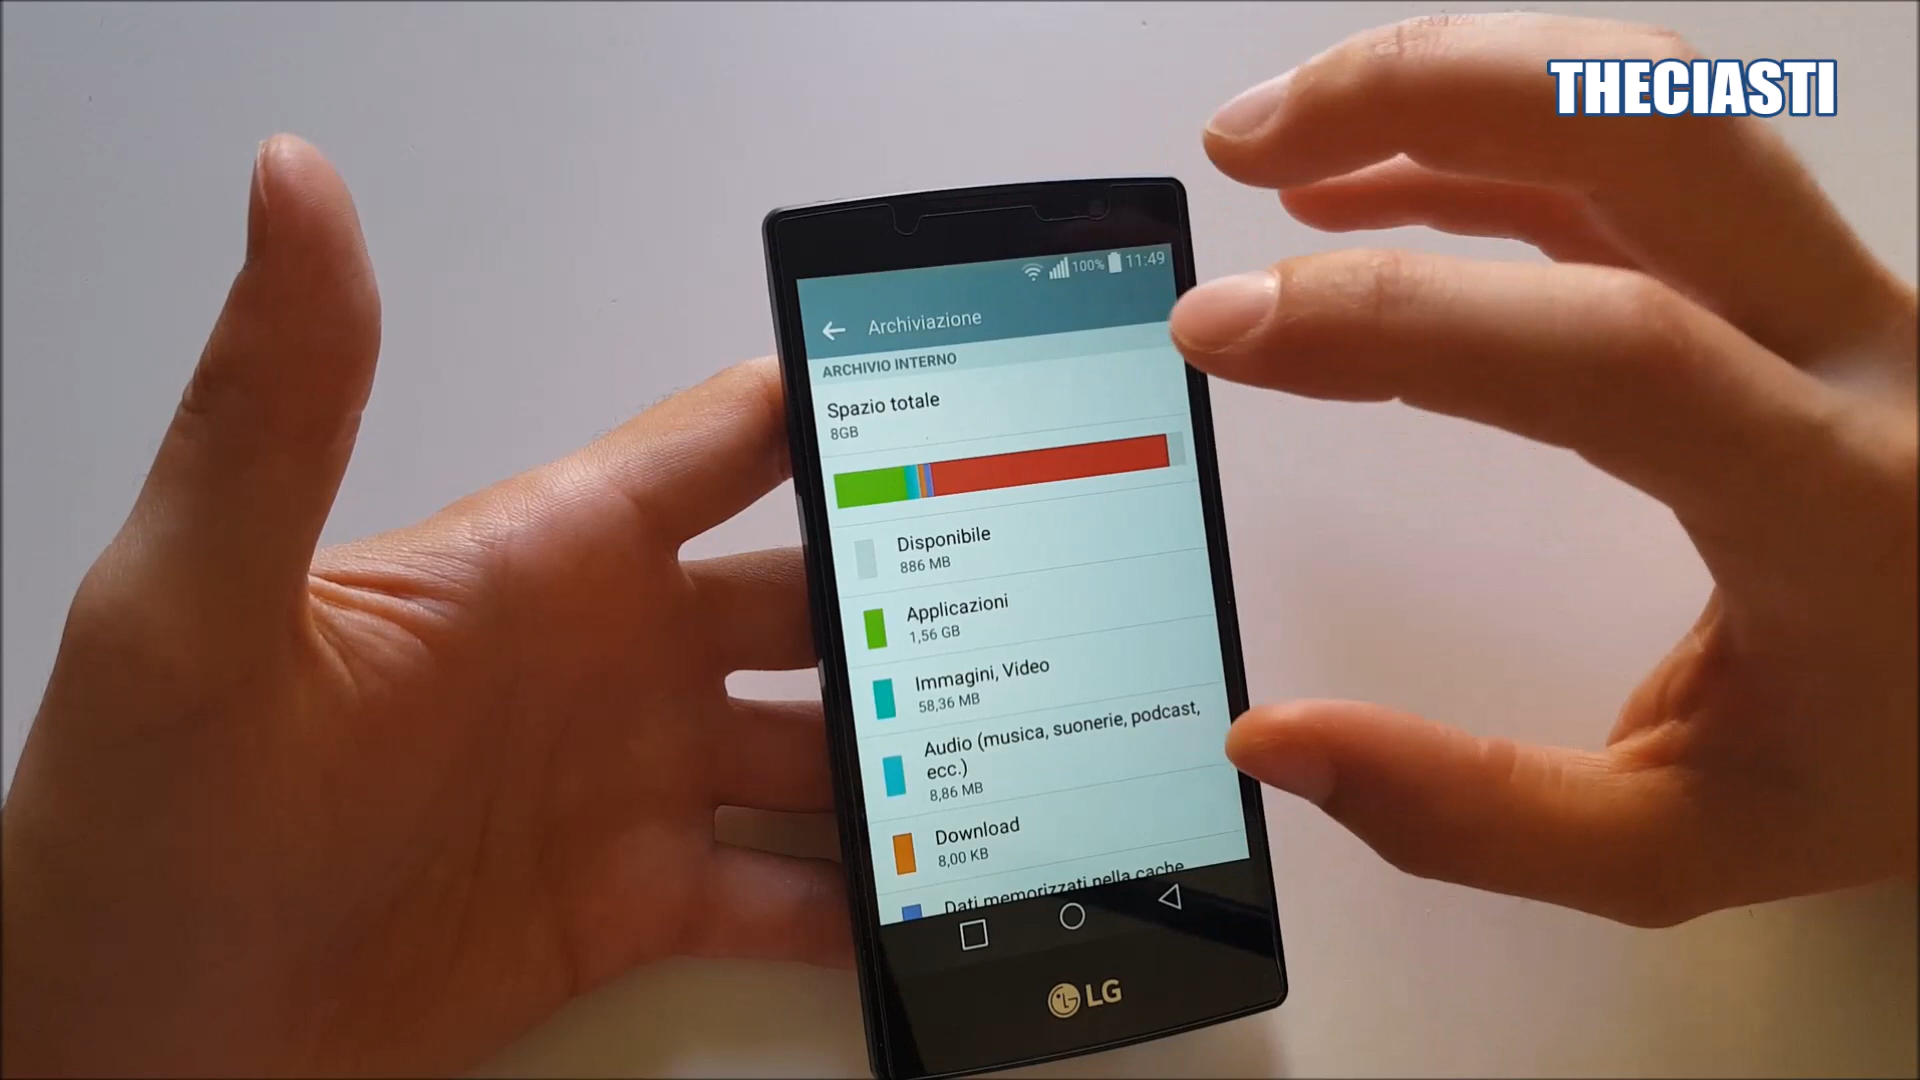 THECIASTI
100% 11:49
Archiviazione
ARCHIVIO INTERNO
Spazio totale
8GB
Disponibile
886 MB
Applicazioni
1,56 GB
Immagini, Video
58,36 MB
Audio (musica, suonerie, podcast,
ecc.)
8,86 MB
Download
8,00 KB
Dati memorizzati nella cache
LG